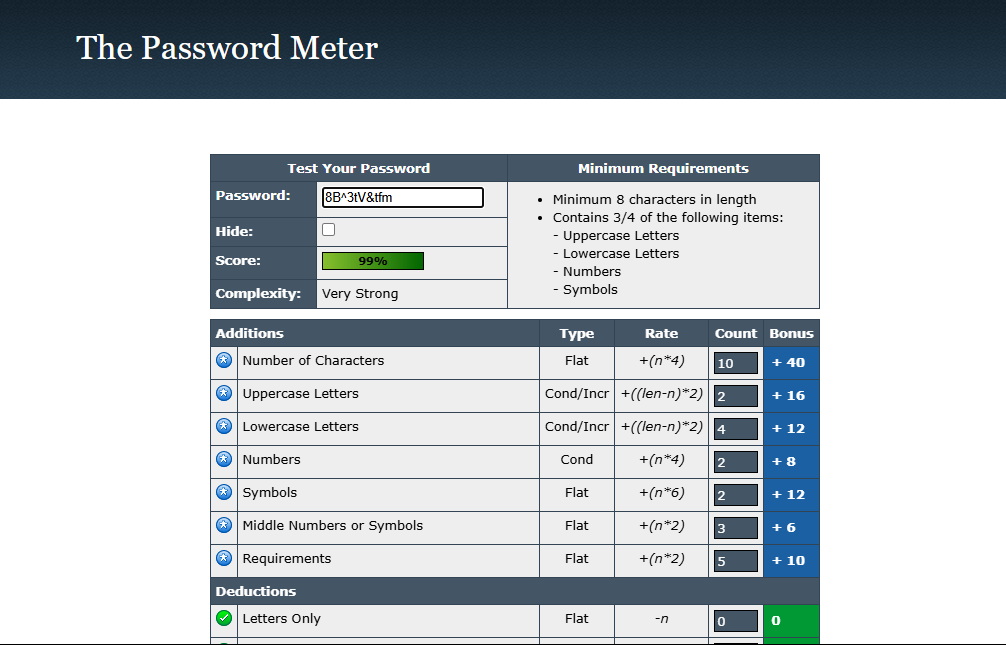 The Password Meter
Test Your Password
Minimum Requirements
Password:
8B^3tV&tfm
Hide:
Score:
99%
Complexity:
Very Strong
• Minimum 8 characters in length
• Contains 3/4 of the following items:
- Uppercase Letters
- Lowercase Letters
- Numbers
- Symbols
Additions Type Rate Count Bonus
Number of Characters Flat +(n*4) 10 + 40
Uppercase Letters Cond/Incr +((len-n)*2) 2 + 16
Lowercase Letters Cond/Incr +((len-n)*2) 4 + 12
Numbers Cond +(n*4) 2 + 8
Symbols Flat +(n*6) 2 + 12
Middle Numbers or Symbols Flat +(n*2) 3 + 6
Requirements Flat +(n*2) 5 + 10
Deductions
Letters Only Flat -n 0 0